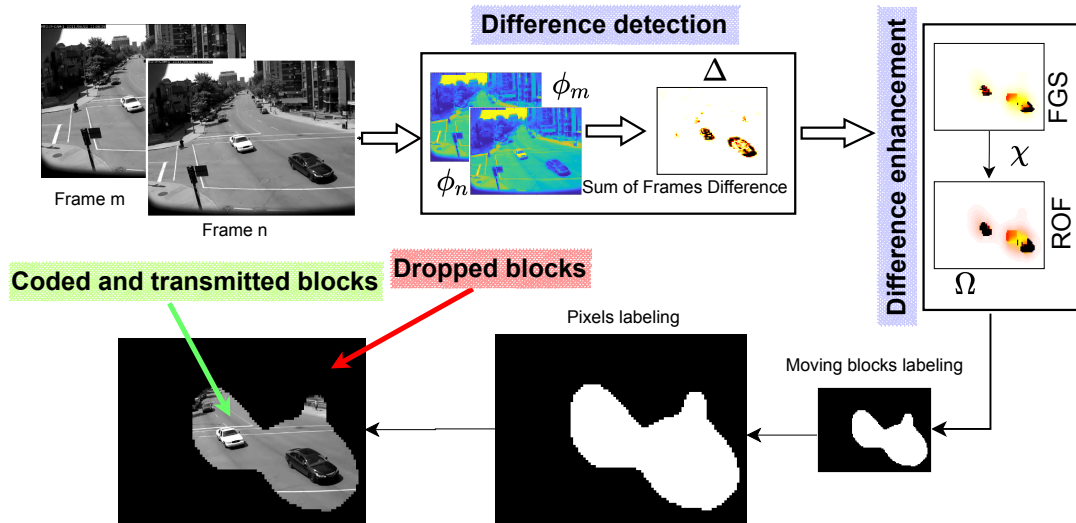 Difference detection
Frame m
Frame n
ϕm
ϕn
Δ
Sum of Frames Difference
Difference enhancement
FGS
χ
ROF
Ω
Coded and transmitted blocks
Dropped blocks
Pixels labeling
Moving blocks labeling